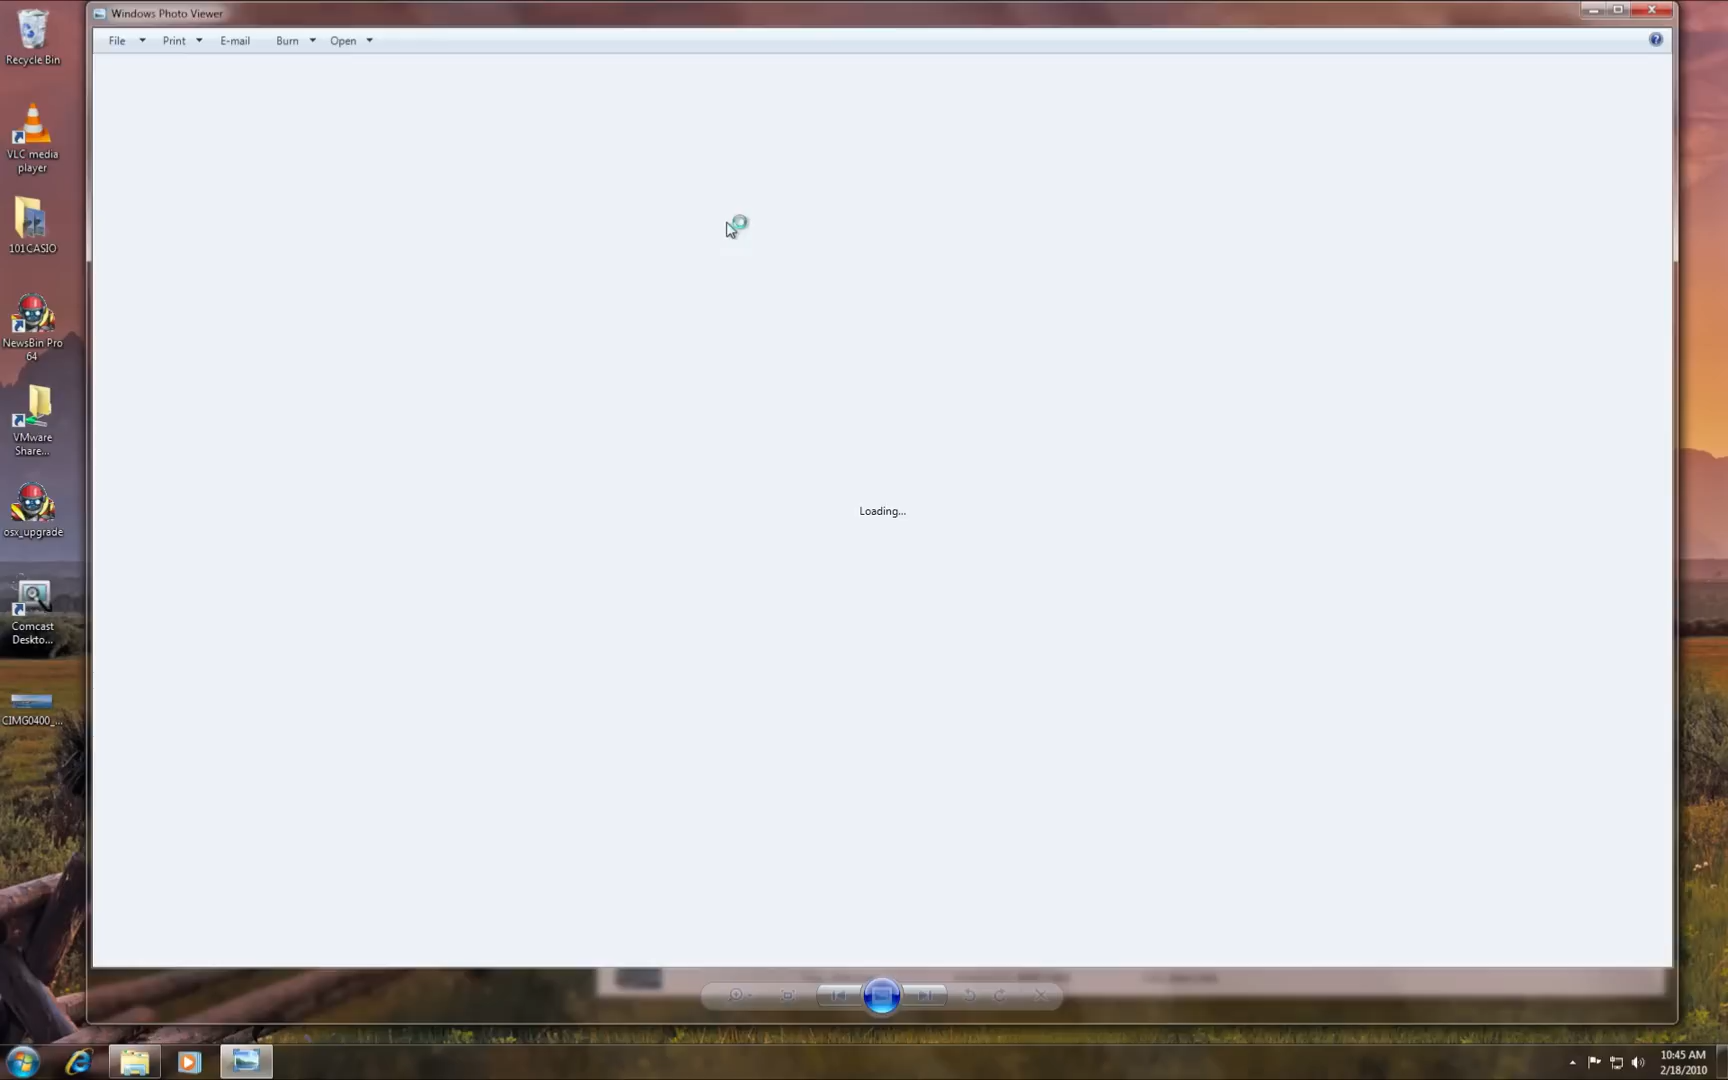 Windows Photo Viewer
File Print E-mail Burn Open
Recycle Bin
VLC media
player
101CASIO
NewsBin Pro
64
VMware
Share...
osx_upgrade
Comcast
Deskto...
CIMG0400_...
Loading...
10:45 AM
2/18/2010